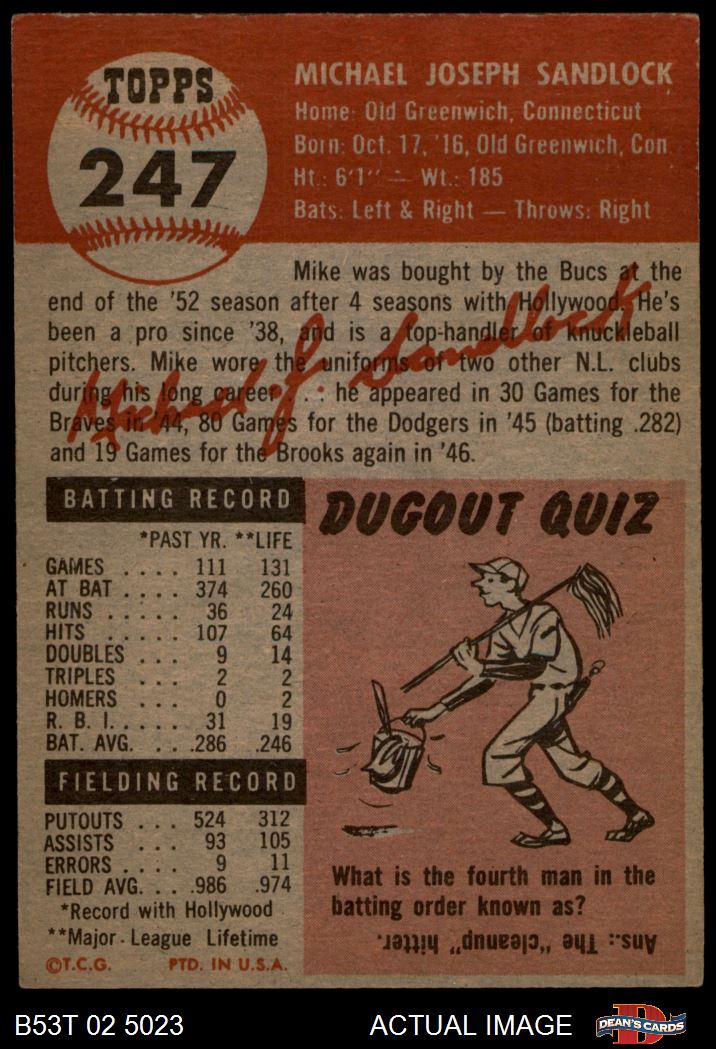 TOPPS
247
MICHAEL JOSEPH SANDLOCK
Home: Old Greenwich, Connecticut
Born: Oct. 17, '16, Old Greenwich, Con
Ht.: 6'1" — Wt.: 185
Bats: Left & Right — Throws: Right
Mike was bought by the Bucs at the
end of the '52 season after 4 seasons with Hollywood. He's
been a pro since '38, and is a top-handler of knuckleball
pitchers. Mike wore the uniforms of two other N.L. clubs
during his long career . . . he appeared in 30 Games for the
Braves in '44, 80 Games for the Dodgers in '45 (batting .282)
and 19 Games for the Brooks again in '46.
Michael J. Sandlock
BATTING RECORD
*PAST YR. **LIFE
GAMES . . . . 111 131
AT BAT . . . . 374 260
RUNS . . . . 36 24
HITS . . . . 107 64
DOUBLES . . . 9 14
TRIPLES . . . 2 2
HOMERS . . . 0 2
R. B. I. . . . . 31 19
BAT. AVG. . . .286 .246
FIELDING RECORD
PUTOUTS . . . 524 312
ASSISTS . . . 93 105
ERRORS . . . . 9 11
FIELD AVG. . . .986 .974
*Record with Hollywood
**Major-League Lifetime
©T.C.G. PTD. IN U.S.A.
DUGOUT QUIZ
What is the fourth man in the
batting order known as?
Ans.: The "cleanup" hitter.
B53T 02 5023 ACTUAL IMAGE
D
DEAN'S CARDS